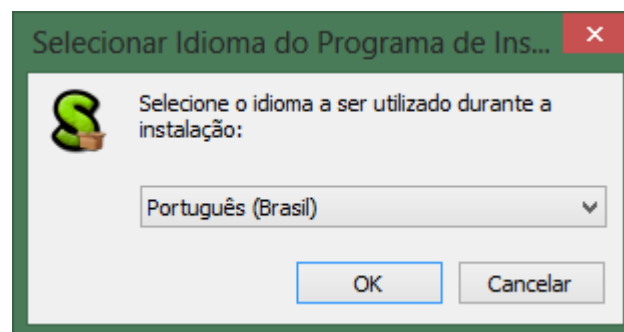 Selecionar Idioma do Programa de Ins...
Selecione o idioma a ser utilizado durante a
instalação:
Português (Brasil)
OK Cancelar